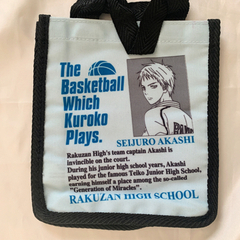 The
Basketball
Which
Kuroko
Plays.
SEIJURO AKASHI
Rakuzan High's team captain Akashi is
invincible on the court.
During his junior high school years, Akashi
played for the famous Teiko Junior High School,
earning himself a place among the so-called
"Generation of Miracles".
RAKUZAN HIGH SCHOOL